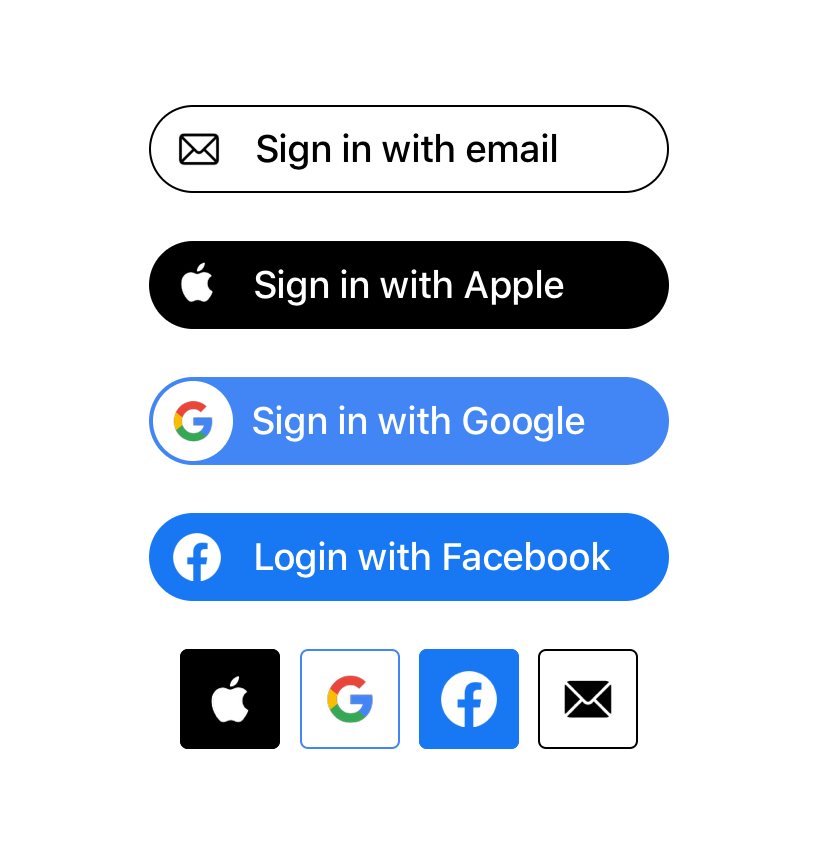 Sign in with email
Sign in with Apple
Sign in with Google
Login with Facebook